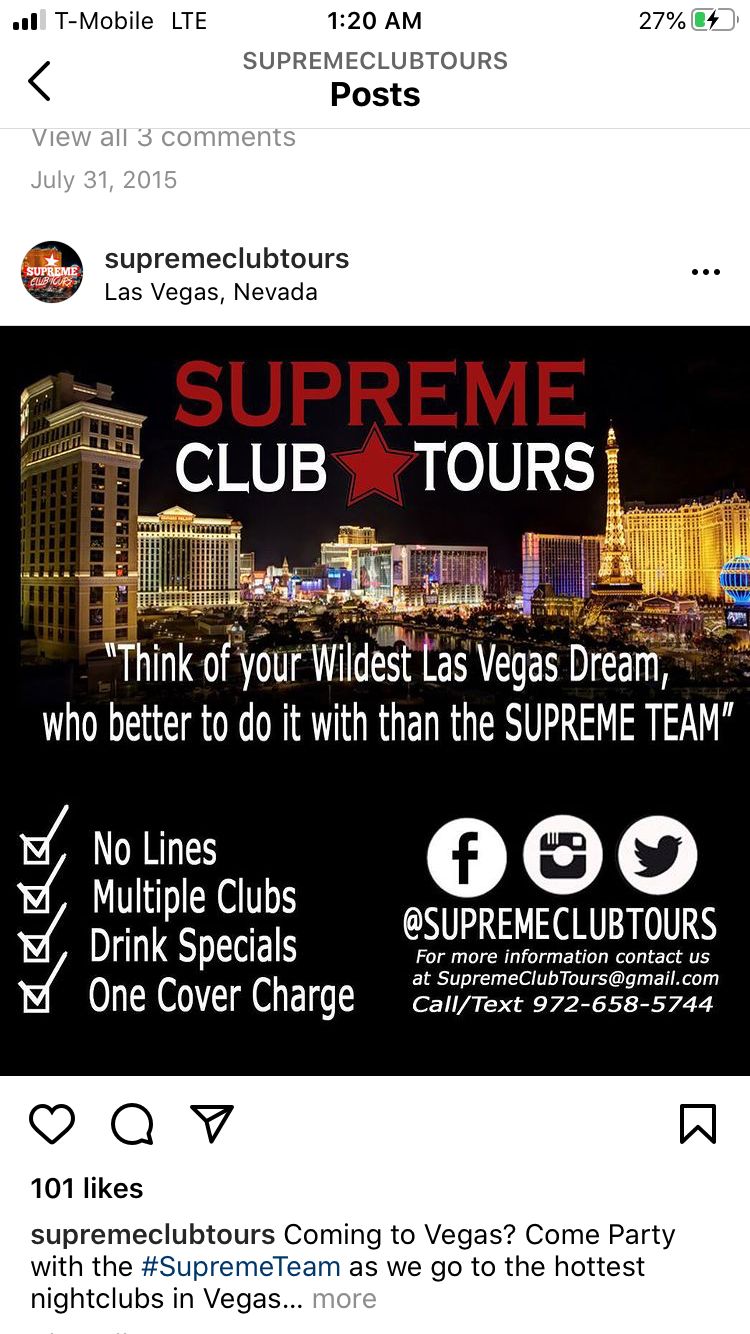 T-Mobile LTE 1:20 AM 27%
SUPREMECLUBTOURS
Posts
View all 3 comments
July 31, 2015
SUPREME
CLUB TOURS
supremeclubtours
Las Vegas, Nevada
SUPREME
CLUB TOURS
"Think of your Wildest Las Vegas Dream,
who better to do it with than the SUPREME TEAM"
No Lines
Multiple Clubs
Drink Specials
One Cover Charge
@SUPREMECLUBTOURS
For more information contact us
at SupremeClubTours@gmail.com
Call/Text 972-658-5744
101 likes
supremeclubtours Coming to Vegas? Come Party
with the #SupremeTeam as we go to the hottest
nightclubs in Vegas... more